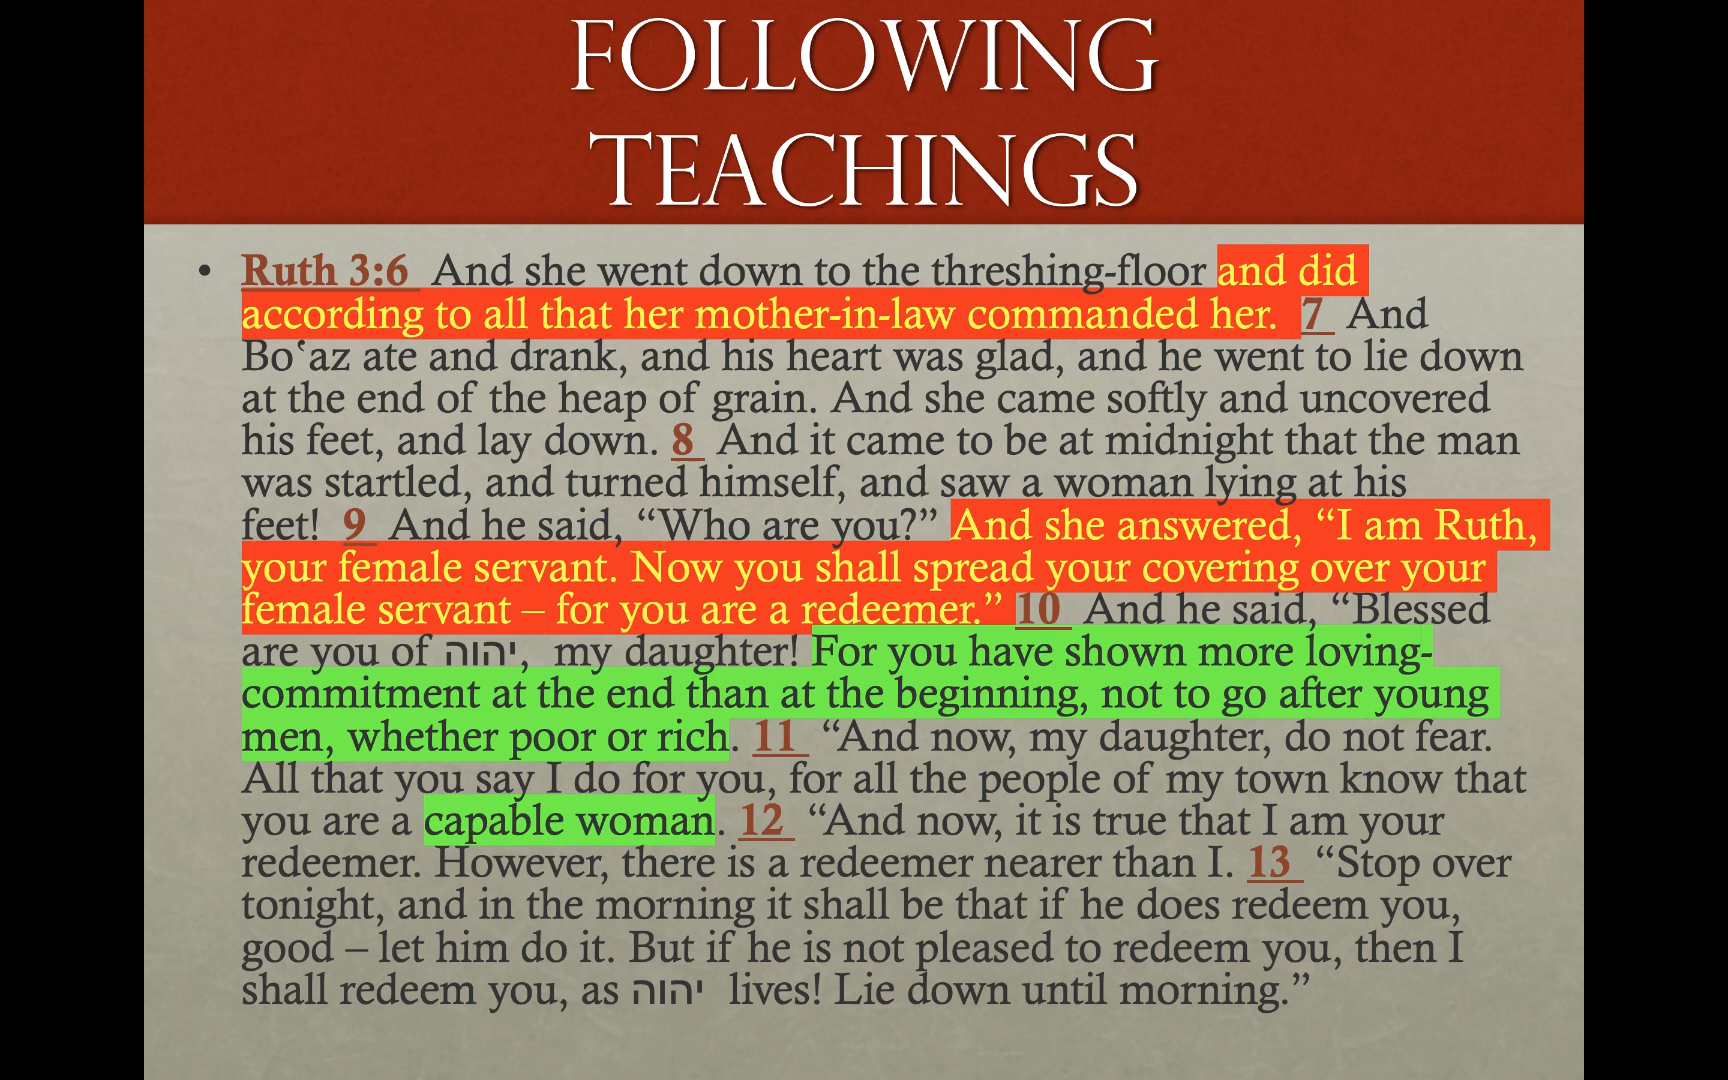 FOLLOWING
TEACHINGS
• Ruth 3:6 And she went down to the threshing-floor and did
according to all that her mother-in-law commanded her. 7 And
Bo‛az ate and drank, and his heart was glad, and he went to lie down
at the end of the heap of grain. And she came softly and uncovered
his feet, and lay down. 8 And it came to be at midnight that the man
was startled, and turned himself, and saw a woman lying at his
feet! 9 And he said, “Who are you?” And she answered, “I am Ruth,
your female servant. Now you shall spread your covering over your
female servant – for you are a redeemer.” 10 And he said, “Blessed
are you of יהוה, my daughter! For you have shown more loving-
commitment at the end than at the beginning, not to go after young
men, whether poor or rich. 11 “And now, my daughter, do not fear.
All that you say I do for you, for all the people of my town know that
you are a capable woman. 12 “And now, it is true that I am your
redeemer. However, there is a redeemer nearer than I. 13 “Stop over
tonight, and in the morning it shall be that if he does redeem you,
good – let him do it. But if he is not pleased to redeem you, then I
shall redeem you, as יהוה lives! Lie down until morning.”